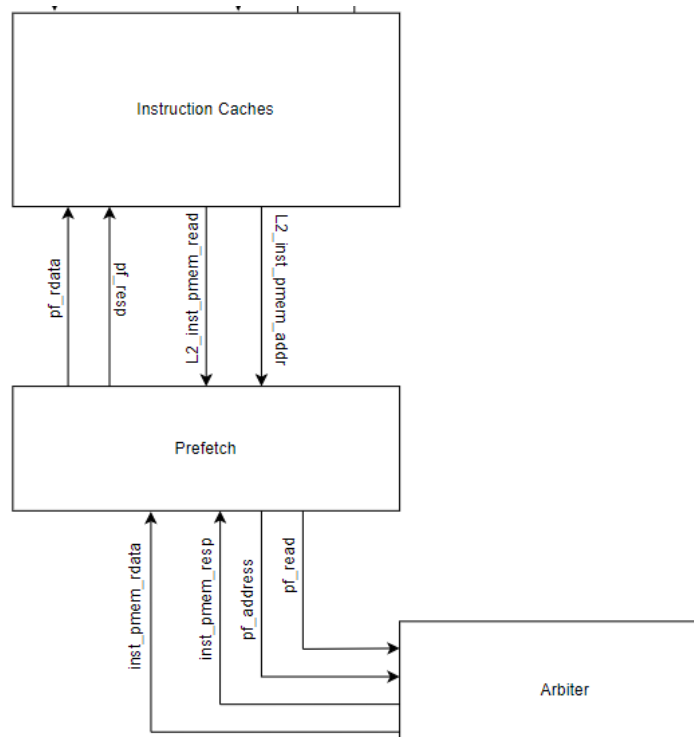 Instruction Caches
pf_rdata
pf_resp
L2_inst_pmem_read
L2_inst_pmem_addr
Prefetch
inst_pmem_rdata
inst_pmem_resp
pf_address
pf_read
Arbiter